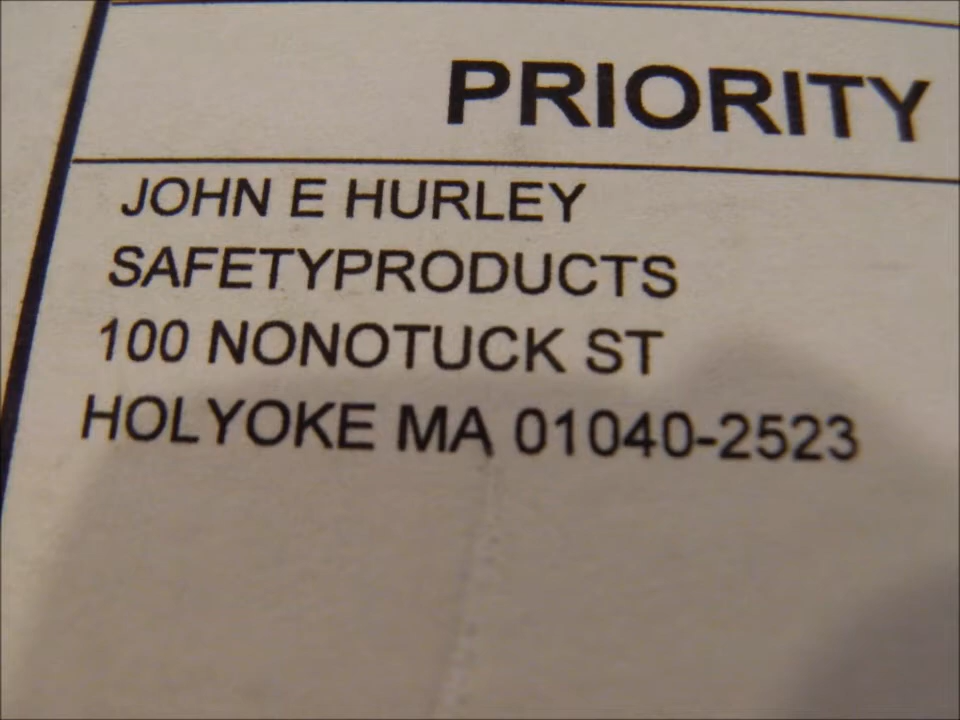 PRIORITY
JOHN E HURLEY
SAFETYPRODUCTS
100 NONOTUCK ST
HOLYOKE MA 01040-2523